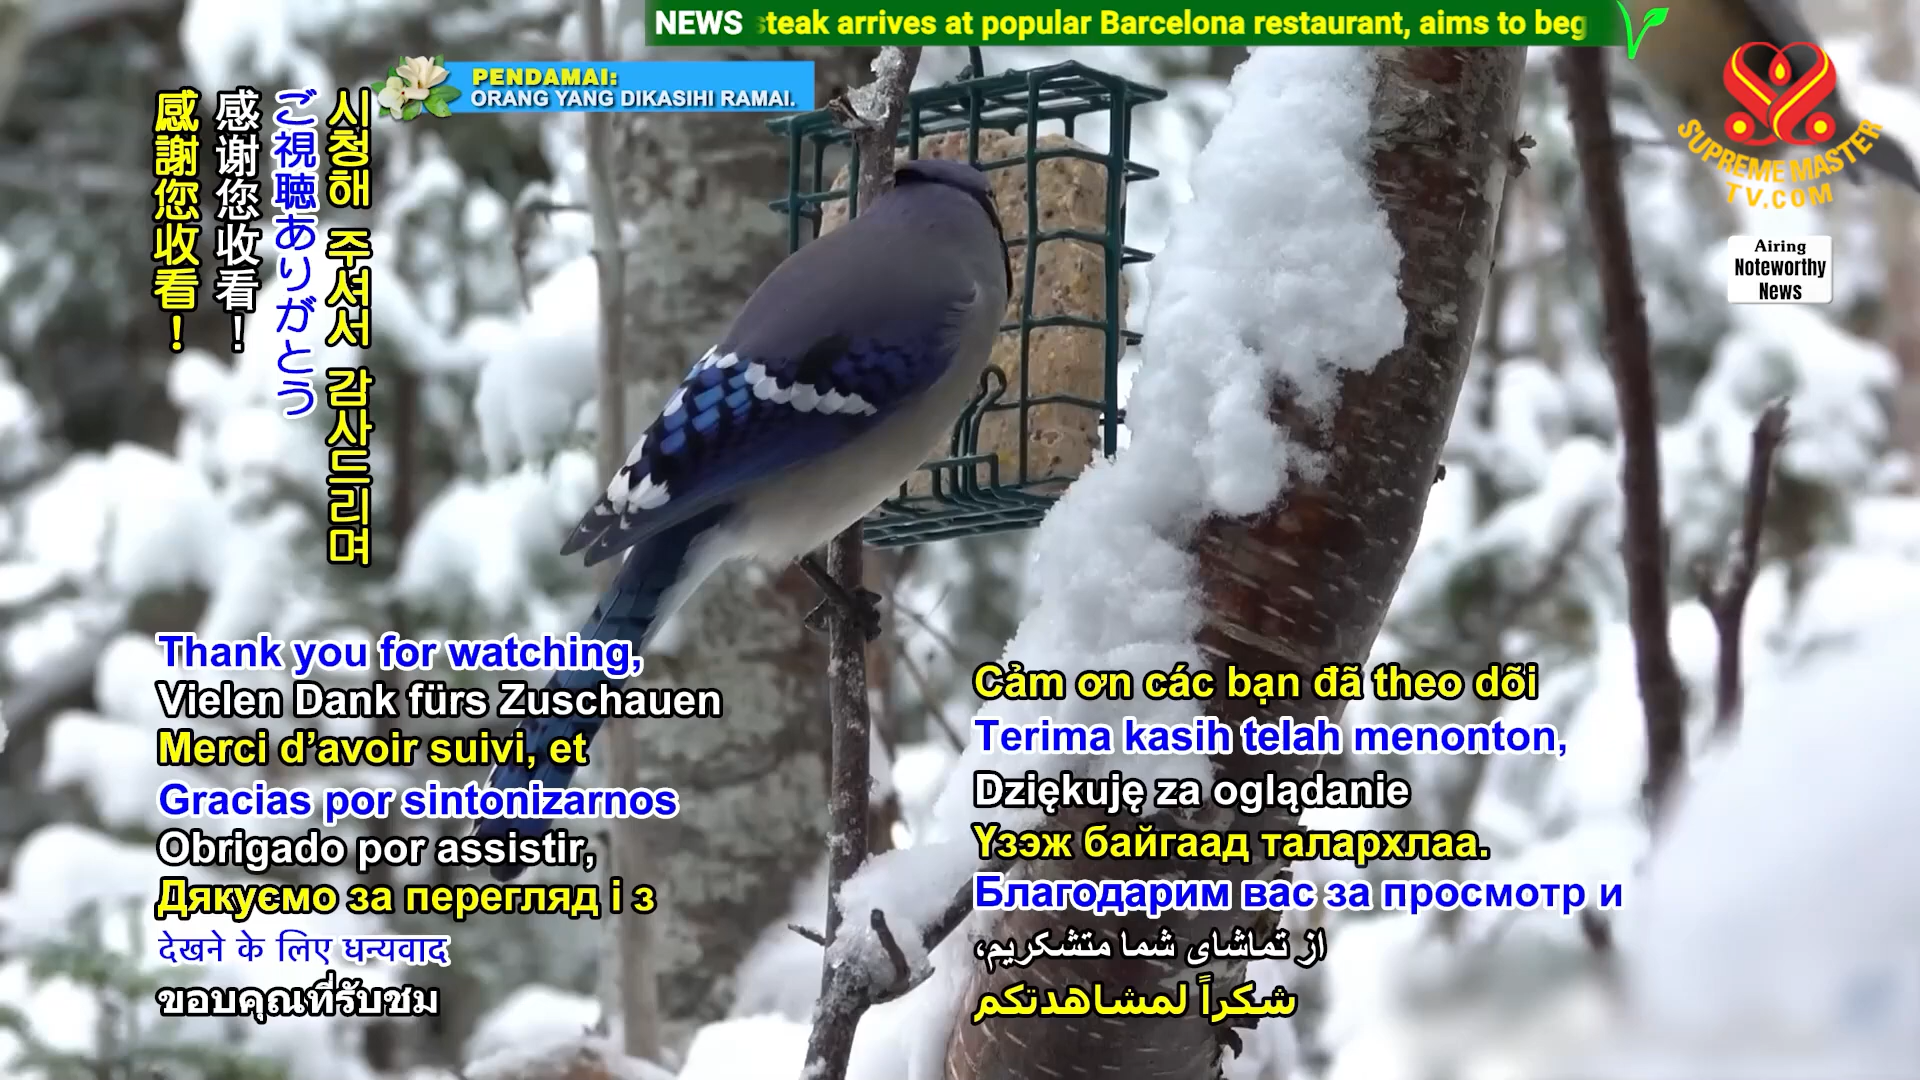 NEWS steak arrives at popular Barcelona restaurant, aims to beg
PENDAMAI:
ORANG YANG DIKASIHI RAMAI.
SUPREME MASTER
TV.COM
Airing
Noteworthy
News
感謝您收看！
感谢您收看！
ご視聴ありがとう
시청해 주셔서 감사드리며
Thank you for watching,
Vielen Dank fürs Zuschauen
Merci d’avoir suivi, et
Gracias por sintonizarnos
Obrigado por assistir,
Дякуємо за перегляд і з
देखने के लिए धन्यवाद
ขอบคุณที่รับชม
Cảm ơn các bạn đã theo dõi
Terima kasih telah menonton,
Dziękuję za oglądanie
Үзэж байгаад талархлаа.
Благодарим вас за просмотр и
از تماشای شما متشکریم،
شكراً لمشاهدتكم